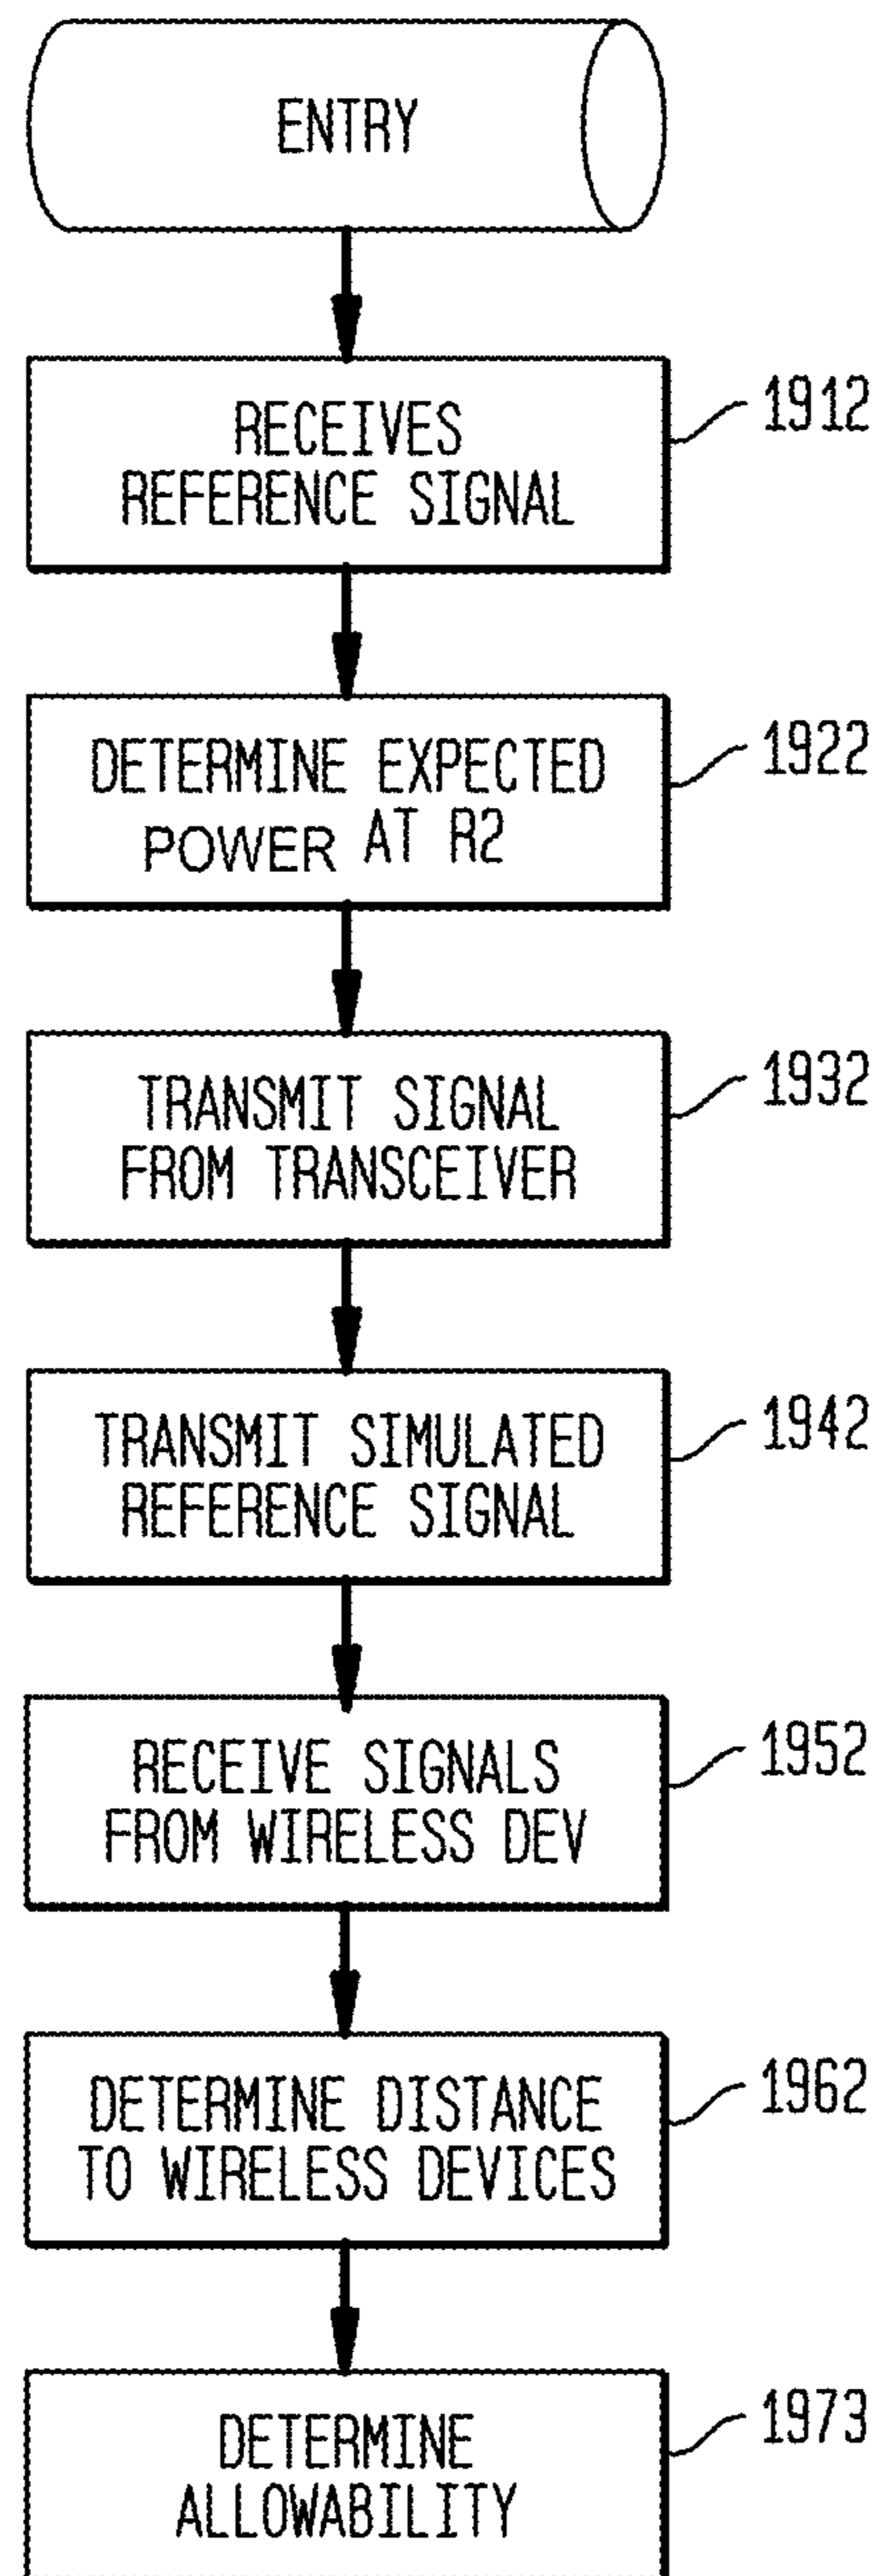 ENTRY
RECEIVES
REFERENCE SIGNAL
1912
DETERMINE EXPECTED
POWER AT R2
1922
TRANSMIT SIGNAL
FROM TRANSCEIVER
1932
TRANSMIT SIMULATED
REFERENCE SIGNAL
1942
RECEIVE SIGNALS
FROM WIRELESS DEV
1952
DETERMINE DISTANCE
TO WIRELESS DEVICES
1962
DETERMINE
ALLOWABILITY
1973